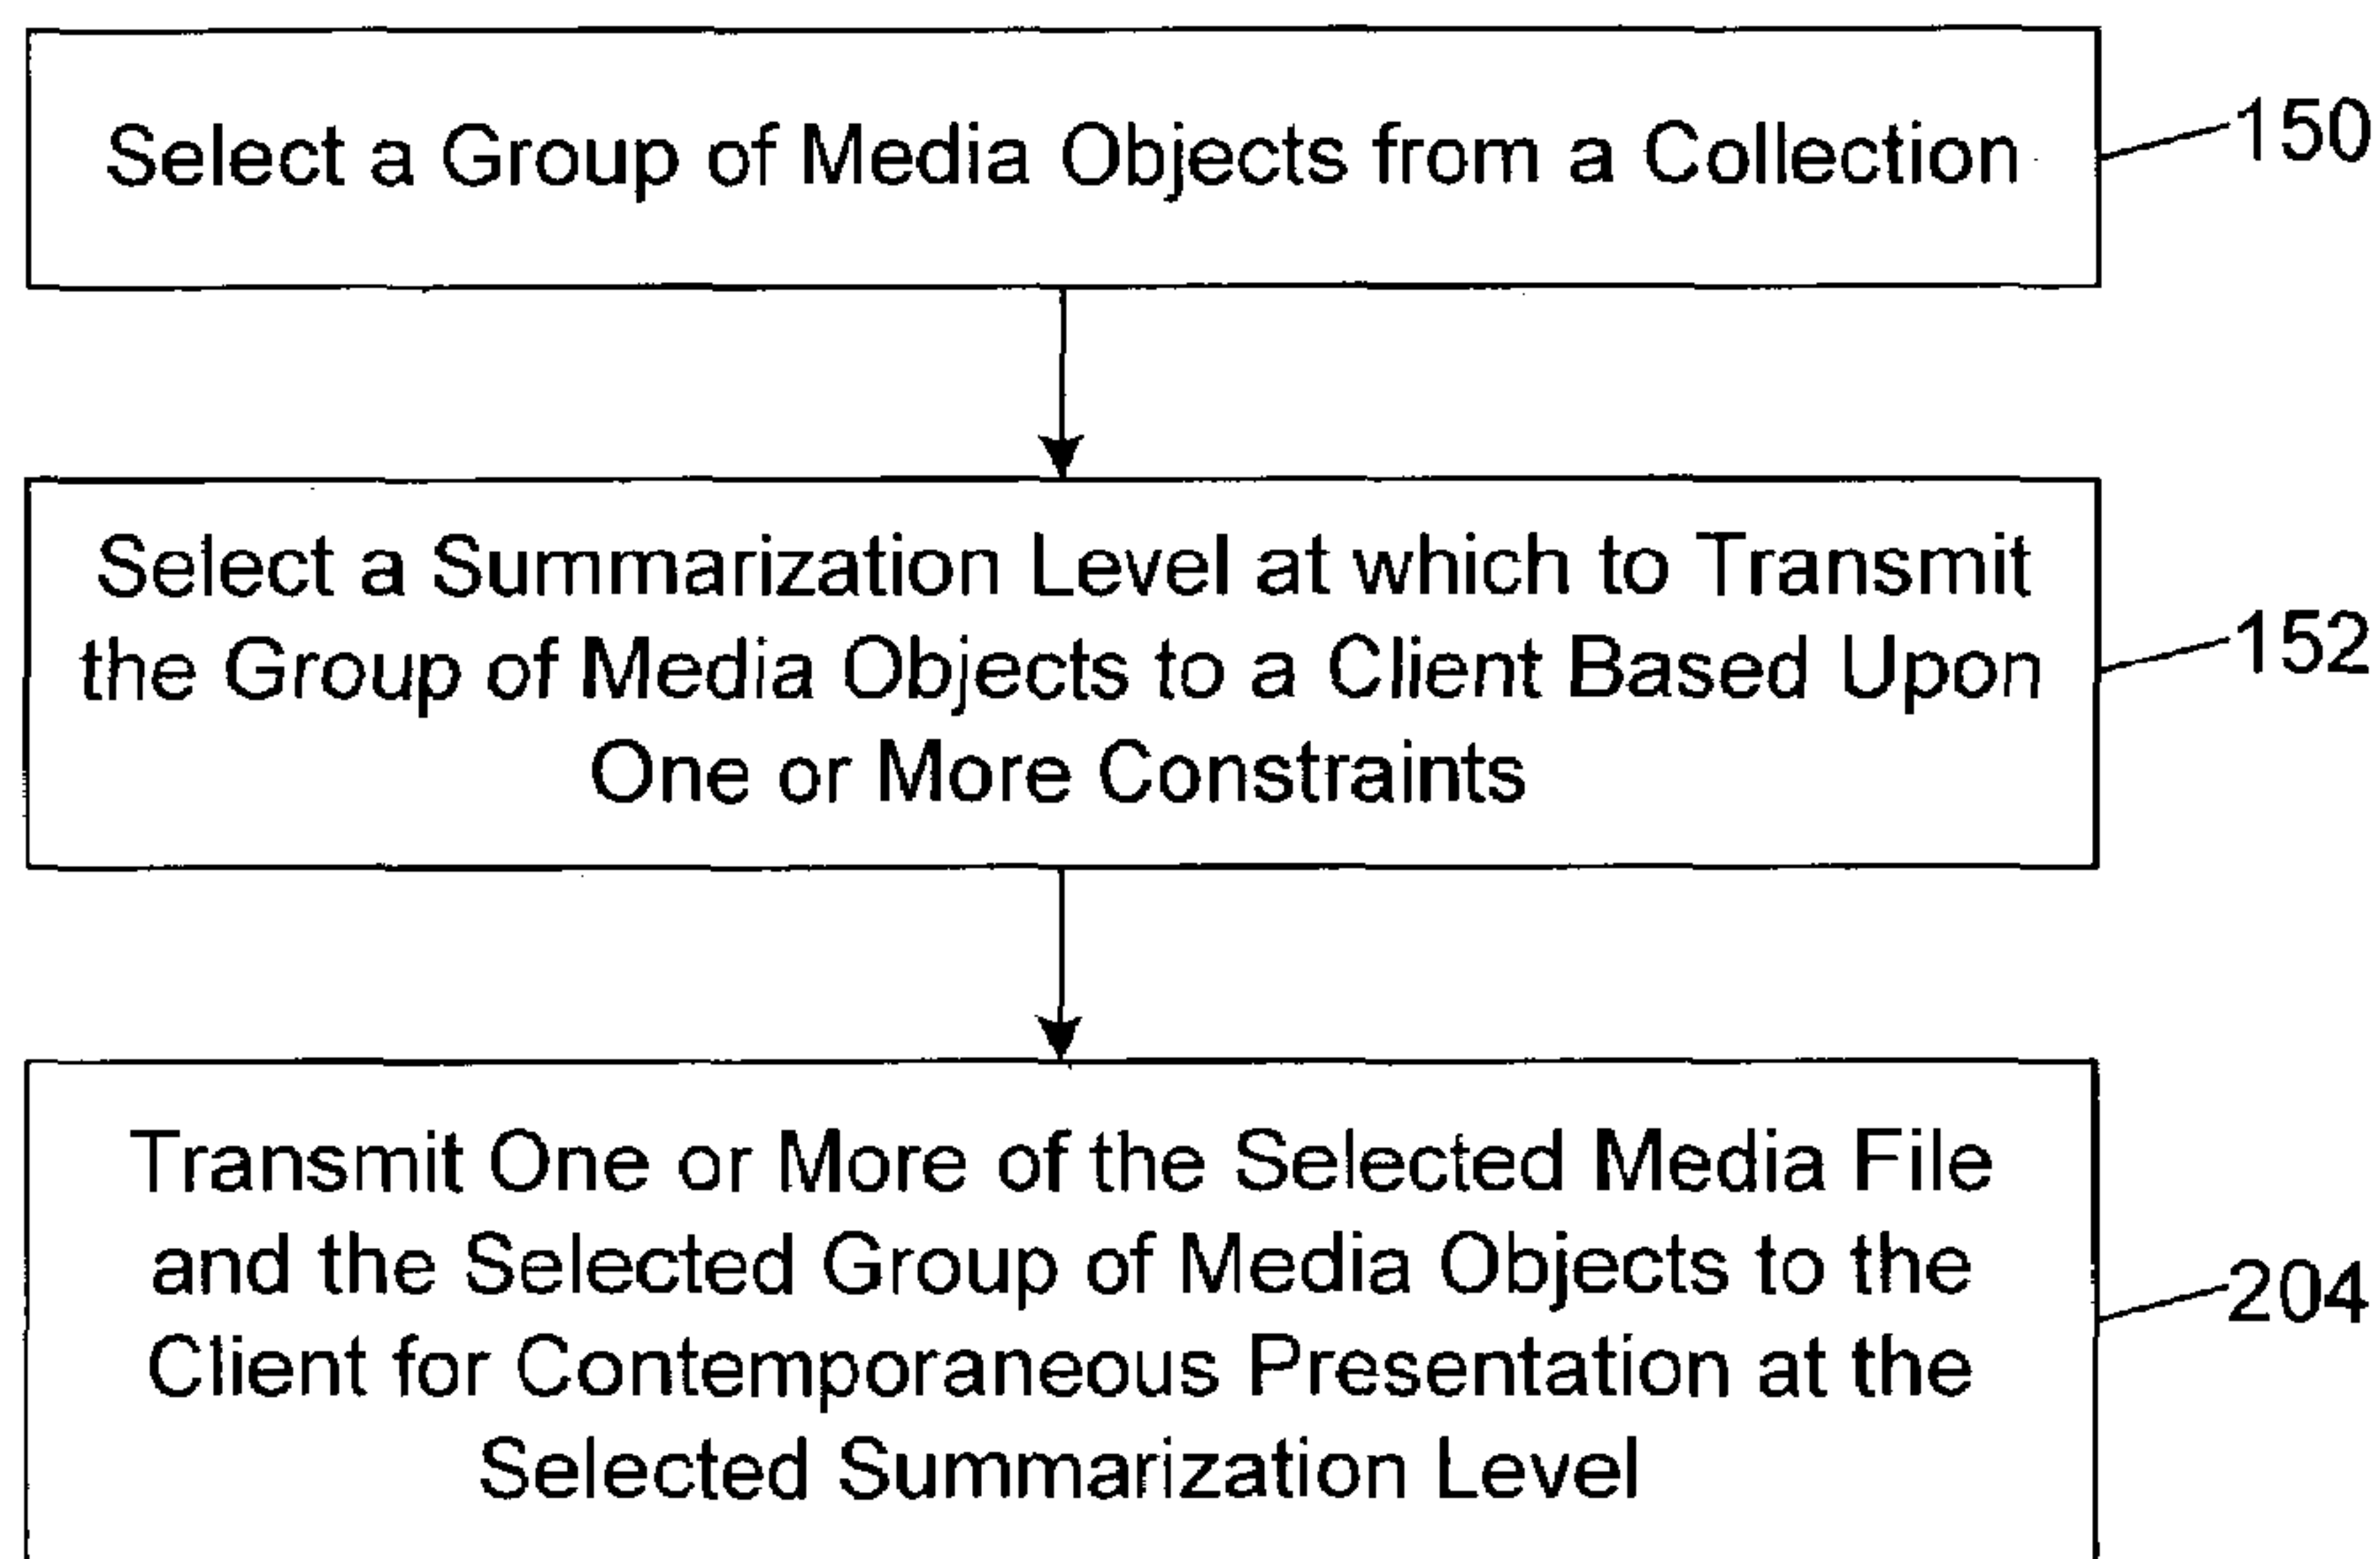 Select a Group of Media Objects from a Collection
150
Select a Summarization Level at which to Transmit
the Group of Media Objects to a Client Based Upon
One or More Constraints
152
Transmit One or More of the Selected Media File
and the Selected Group of Media Objects to the
Client for Contemporaneous Presentation at the
Selected Summarization Level
204